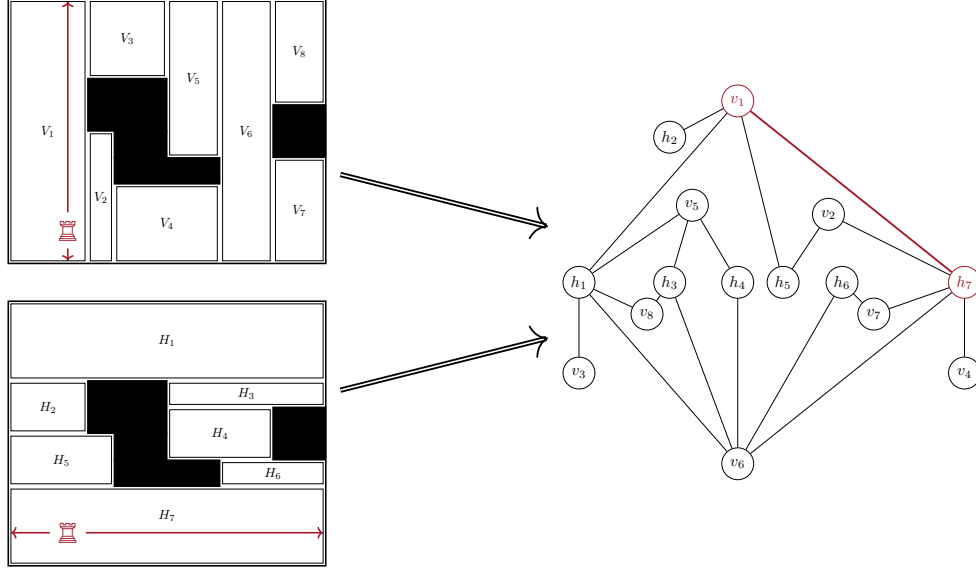 V₁
V₃
V₅
V₆
V₈
V₂
V₄
V₇
H₁
H₂
H₃
H₄
H₅
H₆
H₇
v₁
h₂
v₅
v₂
h₁
h₃
h₄
h₅
h₆
h₇
v₈
v₇
v₃
v₄
v₆